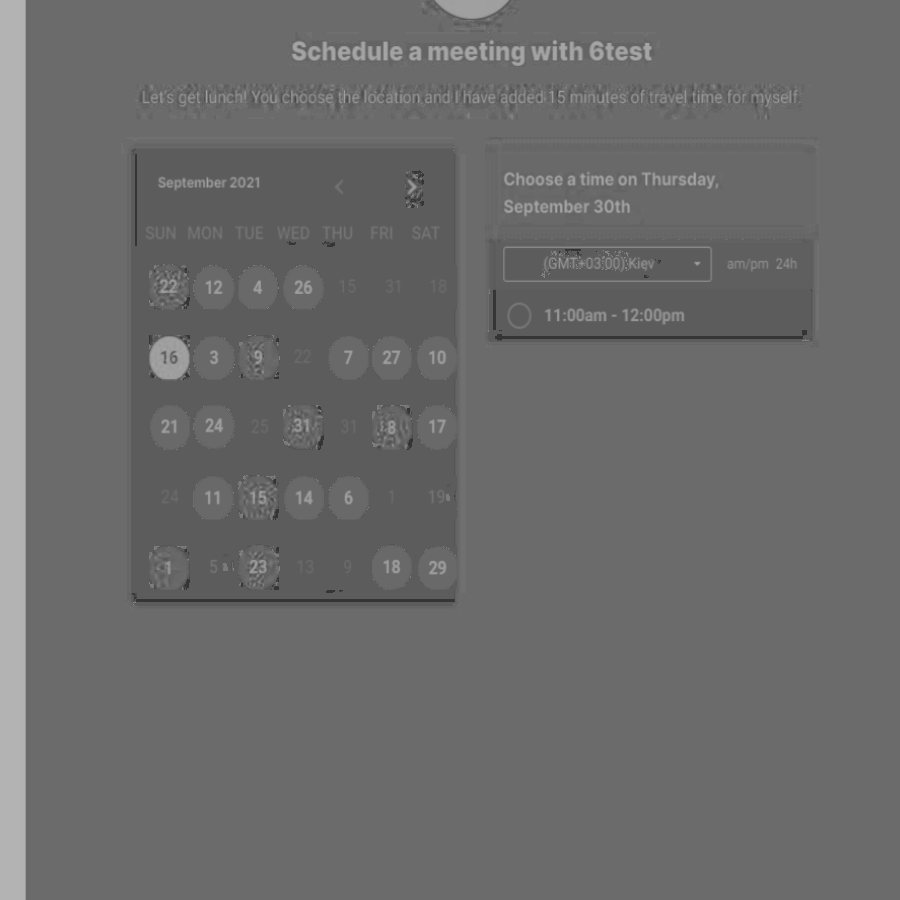 Schedule a meeting with 6test
Let's get lunch! You choose the location and I have added 15 minutes of travel time for myself
September 2021
SUN MON TUE WED THU FRI SAT
22 12 4 26 15 31 18
16 3 9 22 7 27 10
21 24 25 31 31 8 17
24 11 15 14 6 1 19
1 5 23 13 9 18 29
Choose a time on Thursday,
September 30th
(GMT+03:00) Kiev am/pm 24h
11:00am - 12:00pm